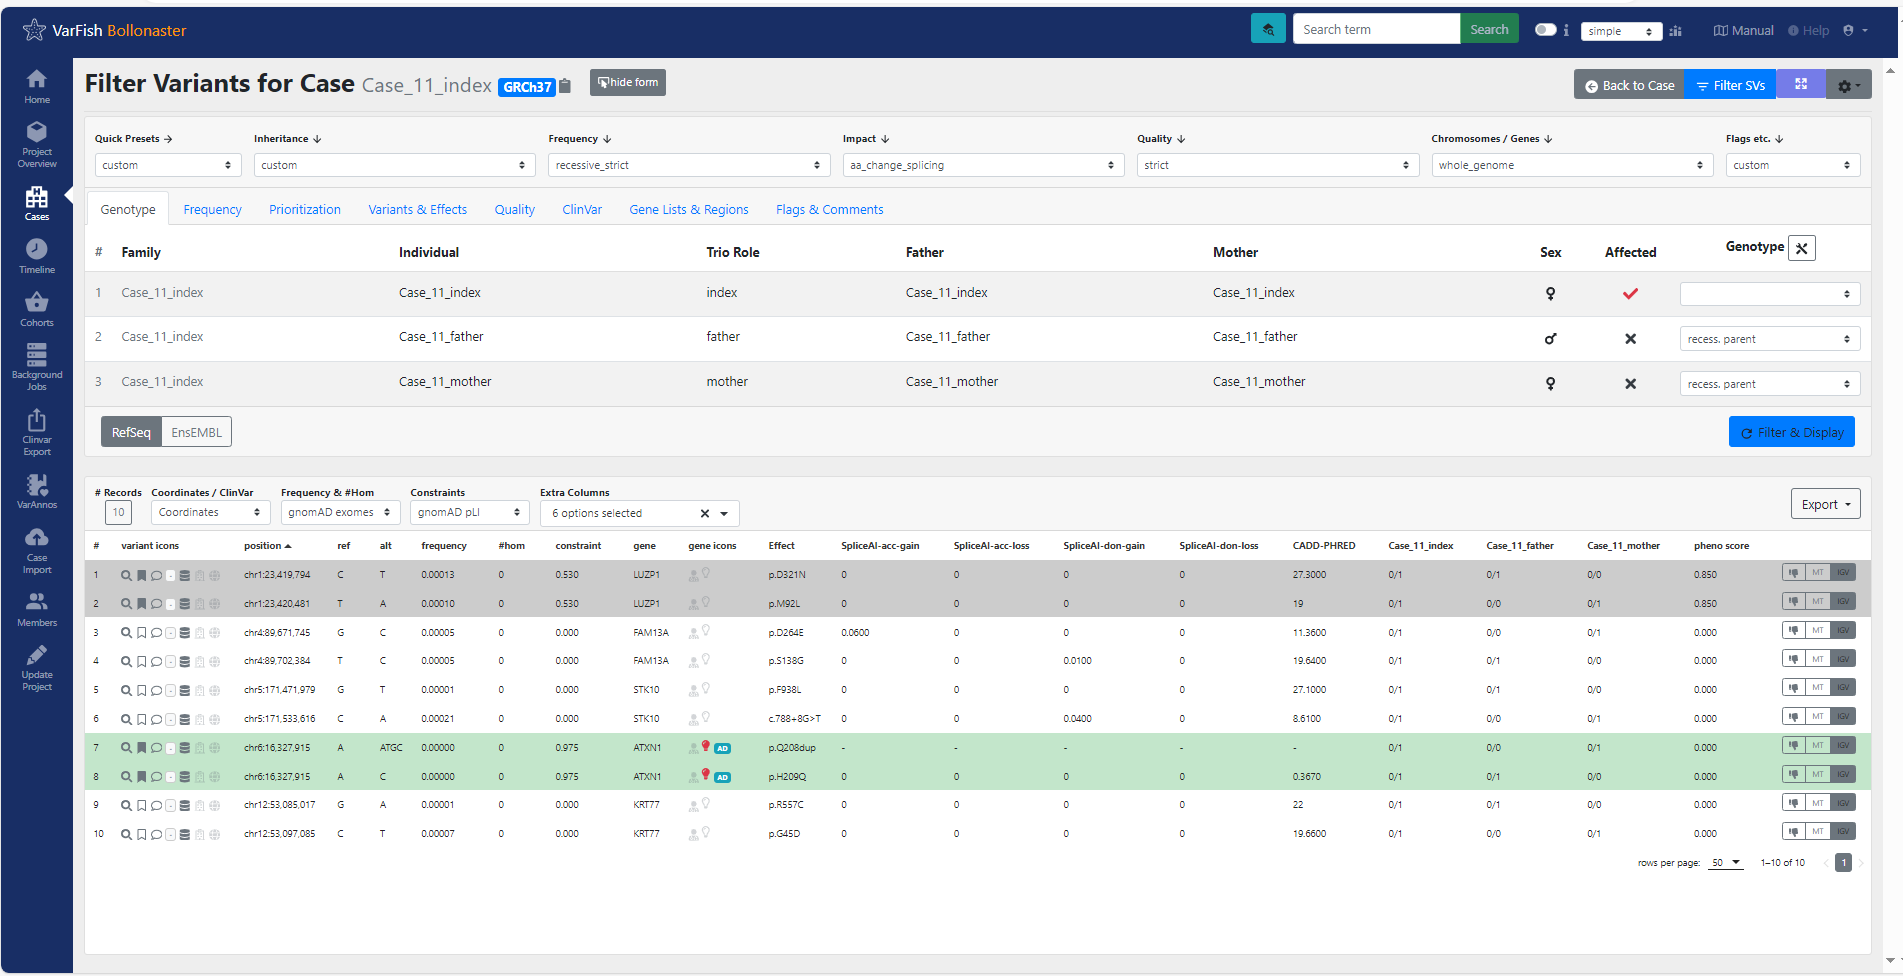 VarFish Bollonaster
Search term Search simple Manual Help
Filter Variants for Case Case_11_index GRCh37 hide form Back to Case Filter SVs
Home
Project Overview
Cases
Timeline
Cohorts
Background Jobs
Clinvar Export
VarAnnos
Case Import
Members
Update Project
Quick Presets Inheritance Frequency Impact Quality Chromosomes / Genes Flags etc.
custom custom recessive_strict aa_change_splicing strict whole_genome custom
Genotype Frequency Prioritization Variants & Effects Quality ClinVar Gene Lists & Regions Flags & Comments
# Family Individual Trio Role Father Mother Sex Affected Genotype
1 Case_11_index Case_11_index index Case_11_index Case_11_index
2 Case_11_index Case_11_father father Case_11_father Case_11_father recess. parent
3 Case_11_index Case_11_mother mother Case_11_mother Case_11_mother recess. parent
RefSeq EnsEMBL Filter & Display
# Records Coordinates / ClinVar Frequency & #Hom Constraints Extra Columns
10 Coordinates gnomAD exomes gnomAD pLI 6 options selected Export
# variant icons position ref alt frequency #hom constraint gene gene icons Effect SpliceAI-acc-gain SpliceAI-acc-loss SpliceAI-don-gain SpliceAI-don-loss CADD-PHRED Case_11_index Case_11_father Case_11_mother pheno score
1 chr1:23,419,794 C T 0.00013 0 0.530 LUZP1 p.D321N 0 0 0 0 27.3000 0/1 0/1 0/0 0.850 MT IGV
2 chr1:23,420,481 T A 0.00010 0 0.530 LUZP1 p.M92L 0 0 0 0 19 0/1 0/0 0/1 0.850 MT IGV
3 chr4:89,671,745 G C 0.00005 0 0.000 FAM13A p.D264E 0.0600 0 0 0 11.3600 0/1 0/0 0/1 0.000 MT IGV
4 chr4:89,702,384 T C 0.00005 0 0.000 FAM13A p.S138G 0 0 0.0100 0 19.6400 0/1 0/1 0/0 0.000 MT IGV
5 chr5:171,471,979 G T 0.00001 0 0.000 STK10 p.F938L 0 0 0 0 27.1000 0/1 0/1 0/0 0.000 MT IGV
6 chr5:171,533,616 C A 0.00021 0 0.000 STK10 c.788+8G>T 0 0 0.0400 0 8.6100 0/1 0/0 0/1 0.000 MT IGV
7 chr6:16,327,915 A ATGC 0.00000 0 0.975 ATXN1 AD p.Q208dup - - - - - 0/1 0/0 0/1 0.000 MT IGV
8 chr6:16,327,915 A C 0.00000 0 0.975 ATXN1 AD p.H209Q 0 0 0 0 0.3670 0/1 0/1 0/0 0.000 MT IGV
9 chr12:53,085,017 G A 0.00001 0 0.000 KRT77 p.R557C 0 0 0 0 22 0/1 0/1 0/0 0.000 MT IGV
10 chr12:53,097,085 C T 0.00007 0 0.000 KRT77 p.G45D 0 0 0 0 19.6600 0/1 0/0 0/1 0.000 MT IGV
rows per page: 50 1–10 of 10 1